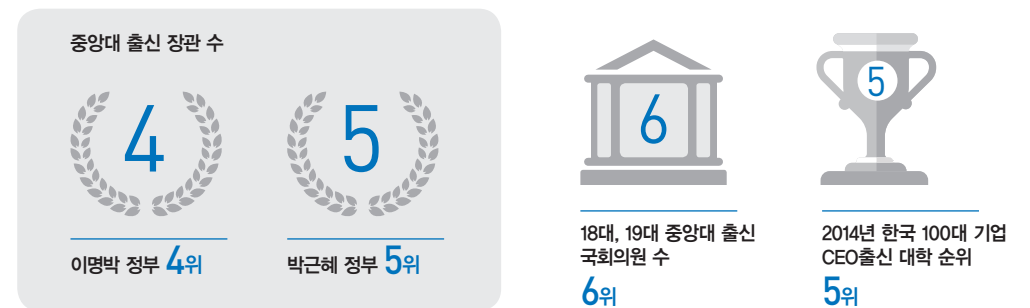 중앙대 출신 장관 수
4
이명박 정부 4위
5
박근혜 정부 5위
6
18대, 19대 중앙대 출신
국회의원 수
6위
5
2014년 한국 100대 기업
CEO출신 대학 순위
5위